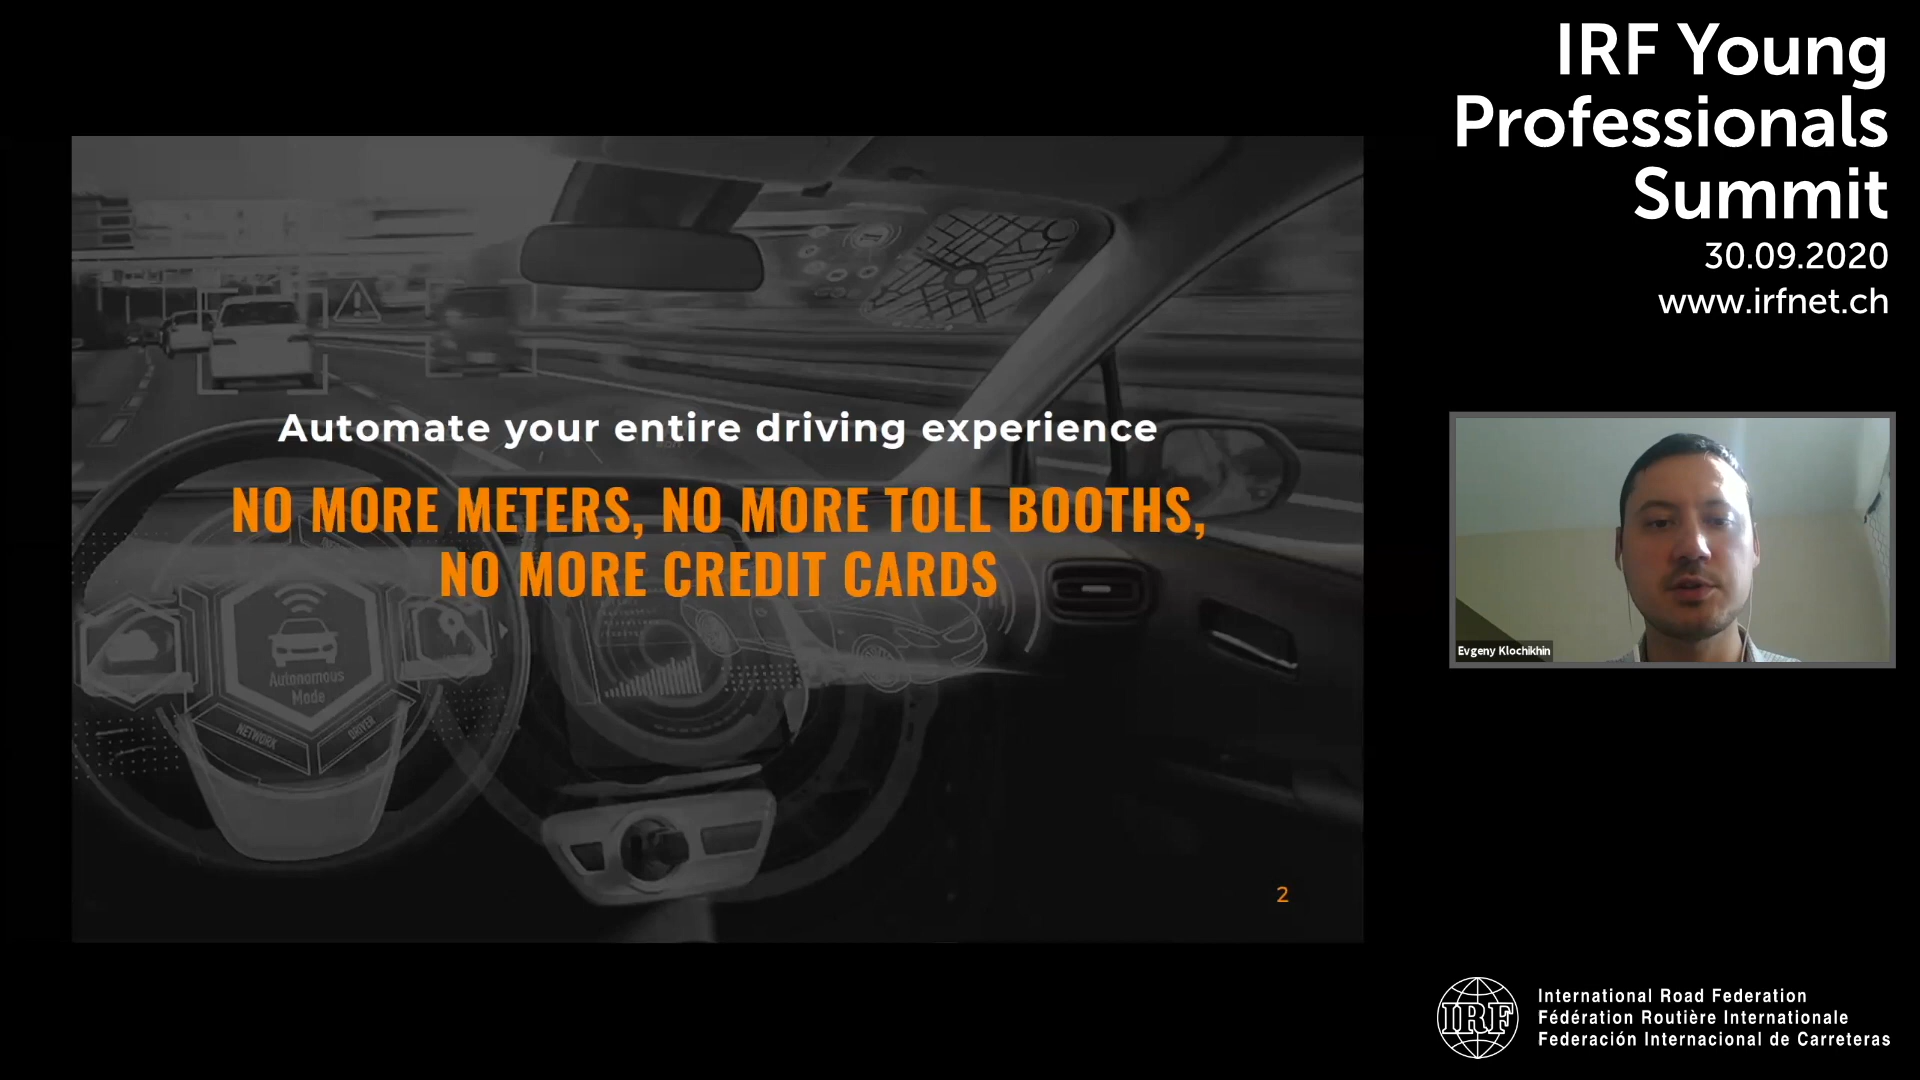 IRF Young
Professionals
Summit
30.09.2020
www.irfnet.ch
Automate your entire driving experience
NO MORE METERS, NO MORE TOLL BOOTHS,
NO MORE CREDIT CARDS
Autonomous
Mode
NETWORK
DRIVER
2
Evgeny Klochikhin
IRF
International Road Federation
Fédération Routière Internationale
Federación Internacional de Carreteras